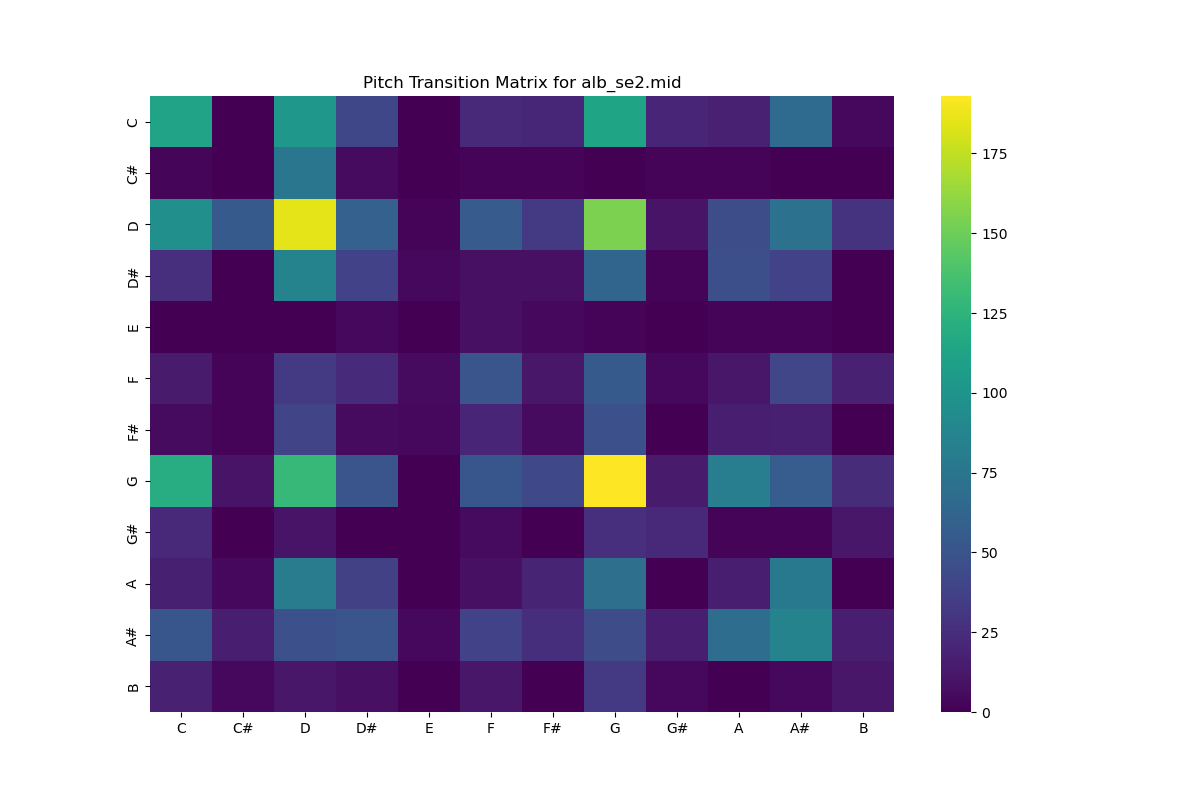 Pitch Transition Matrix for alb_se2.mid
C
C#
D
D#
E
F
F#
G
G#
A
A#
B
C C# D D# E F F# G G# A A# B
175
150
125
100
75
50
25
0